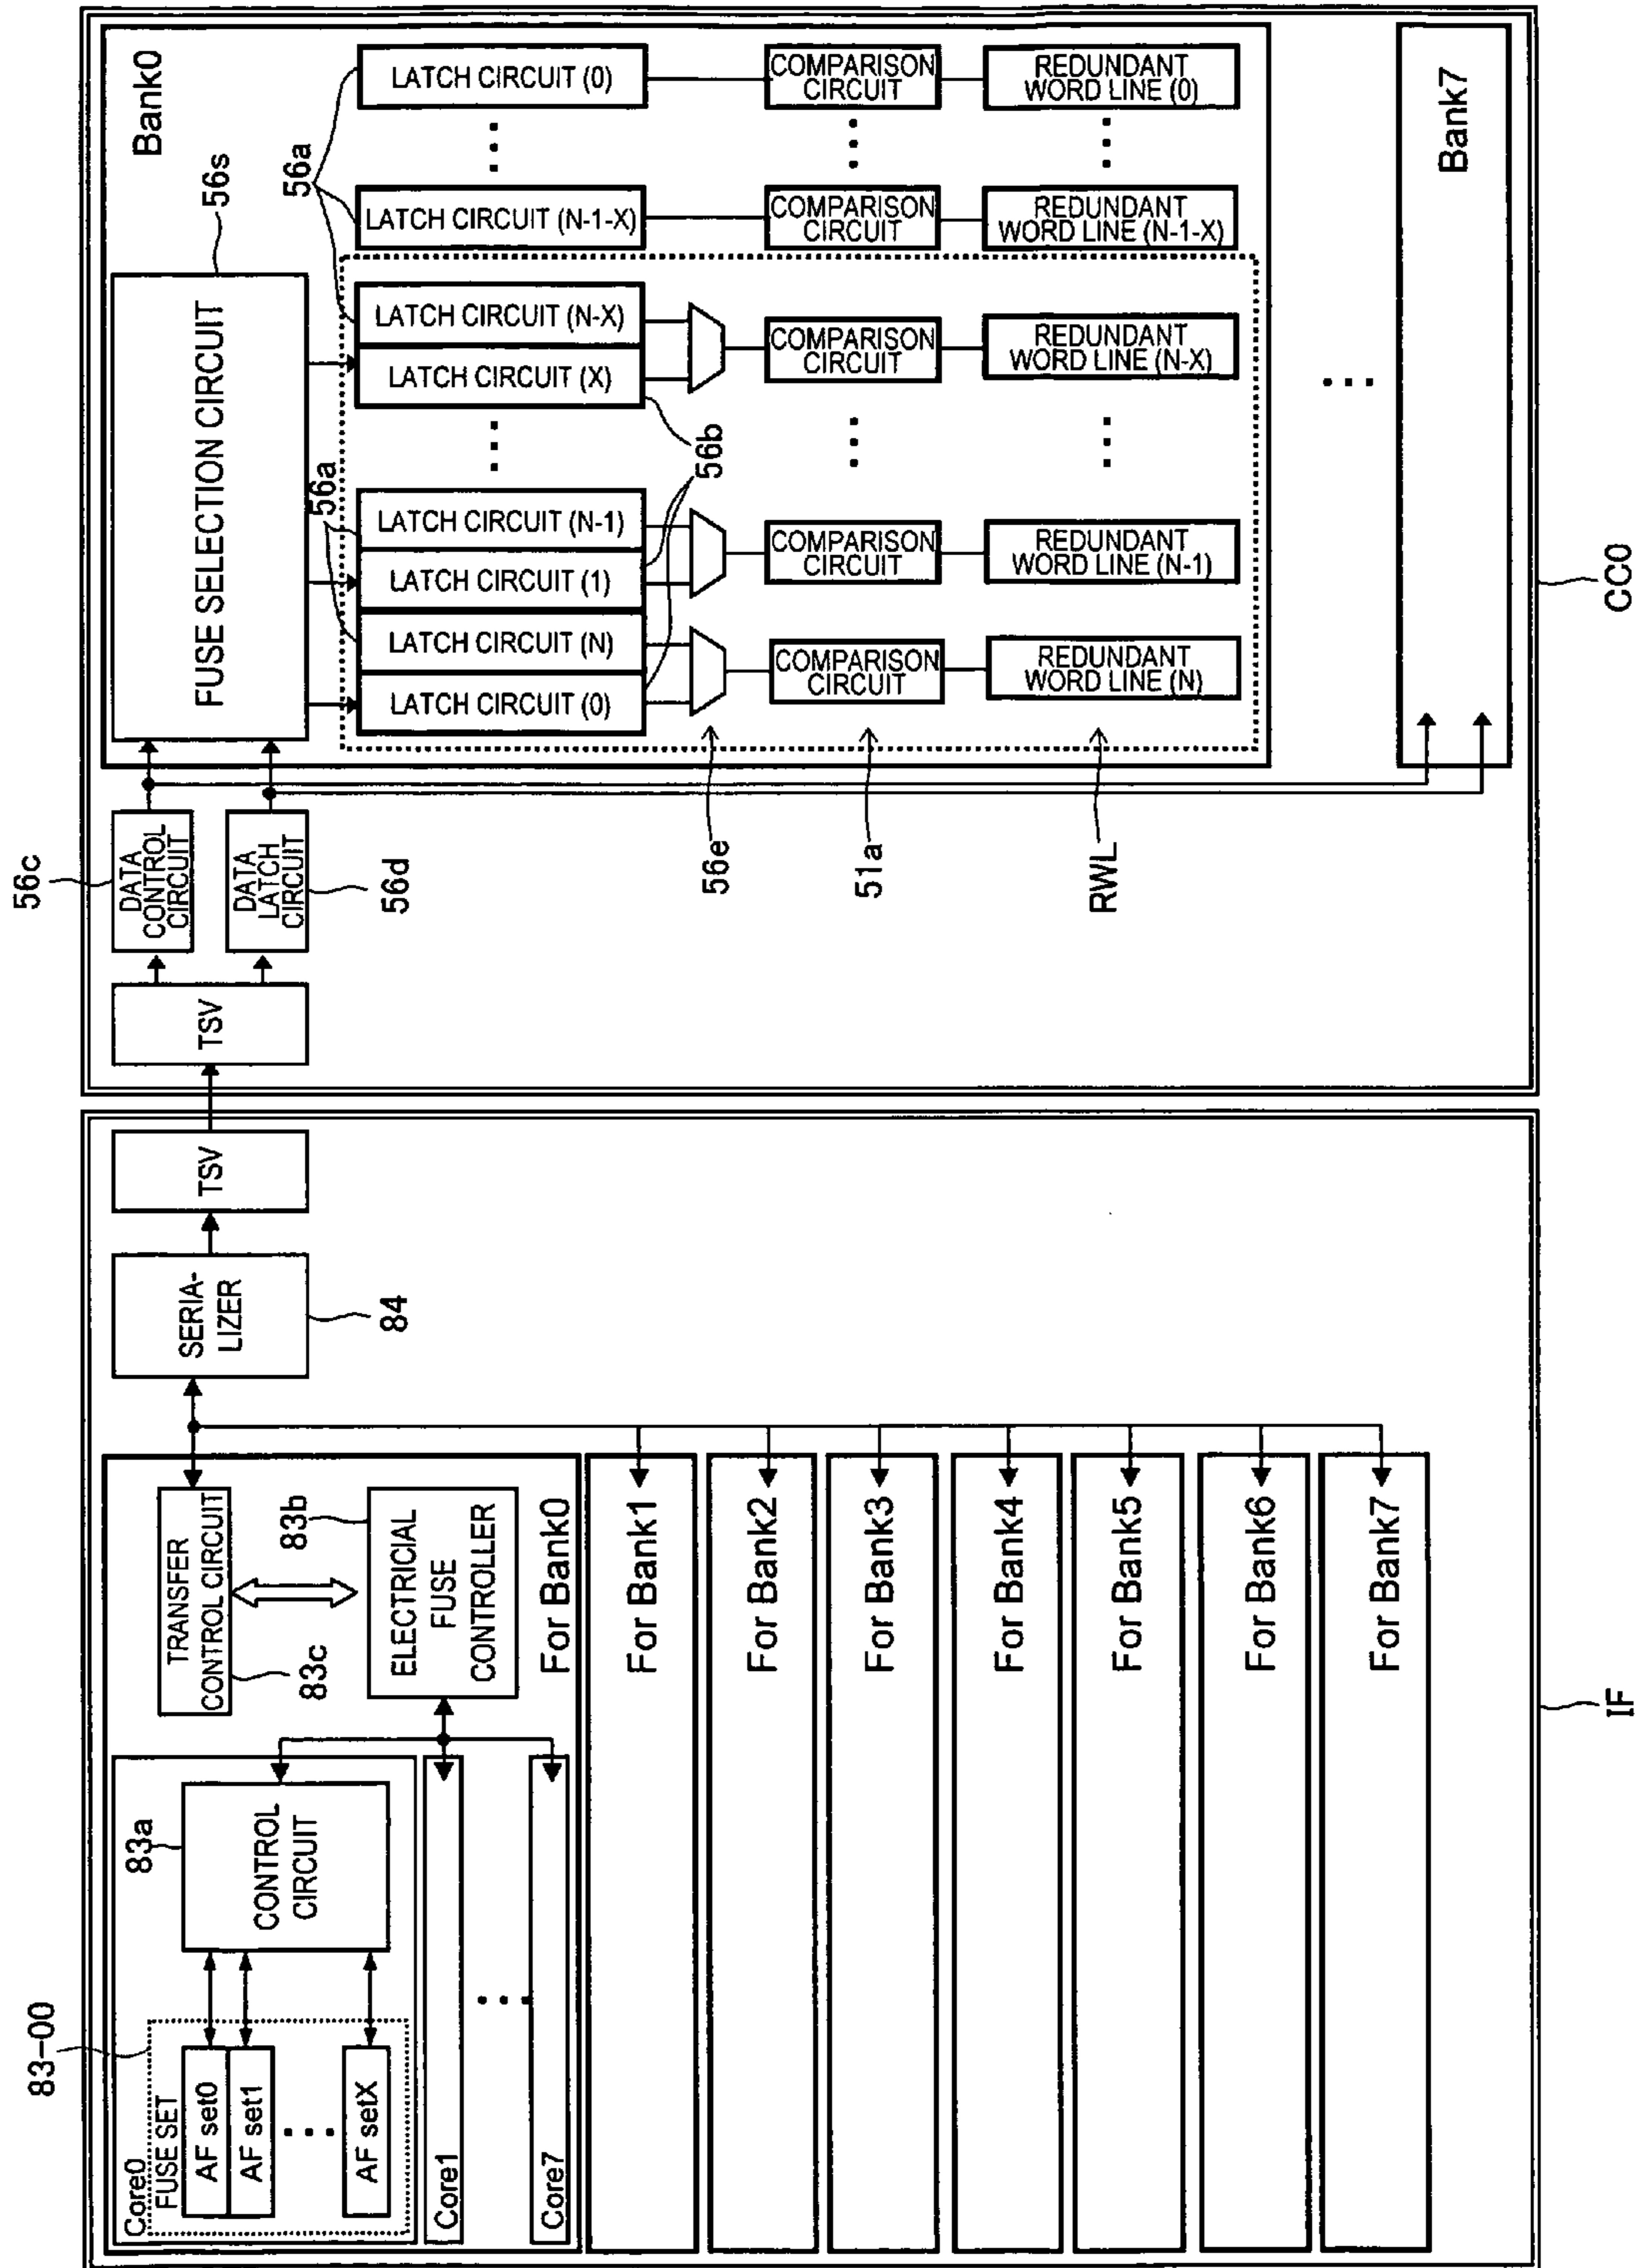 83-00
Core0
FUSE SET
AF set0
AF set1
AF setX
83a
CONTROL
CIRCUIT
Core1
Core7
TRANSFER
CONTROL CIRCUIT
83c
83b
ELECTRICIAL
FUSE
CONTROLLER
For Bank0
For Bank1
For Bank2
For Bank3
For Bank4
For Bank5
For Bank6
For Bank7
SERIA-
LIZER
84
TSV
IF
TSV
56c
DATA
CONTROL
CIRCUIT
DATA
LATCH
CIRCUIT
56d
FUSE SELECTION CIRCUIT
56s
Bank0
56a
56a
LATCH CIRCUIT (0)
LATCH CIRCUIT (N)
LATCH CIRCUIT (1)
LATCH CIRCUIT (N-1)
LATCH CIRCUIT (X)
LATCH CIRCUIT (N-X)
LATCH CIRCUIT (N-1-X)
LATCH CIRCUIT (0)
56b
56e
COMPARISON
CIRCUIT
COMPARISON
CIRCUIT
COMPARISON
CIRCUIT
COMPARISON
CIRCUIT
COMPARISON
CIRCUIT
51a
REDUNDANT
WORD LINE (N)
REDUNDANT
WORD LINE (N-1)
REDUNDANT
WORD LINE (N-X)
REDUNDANT
WORD LINE (N-1-X)
REDUNDANT
WORD LINE (0)
RWL
Bank7
CC0